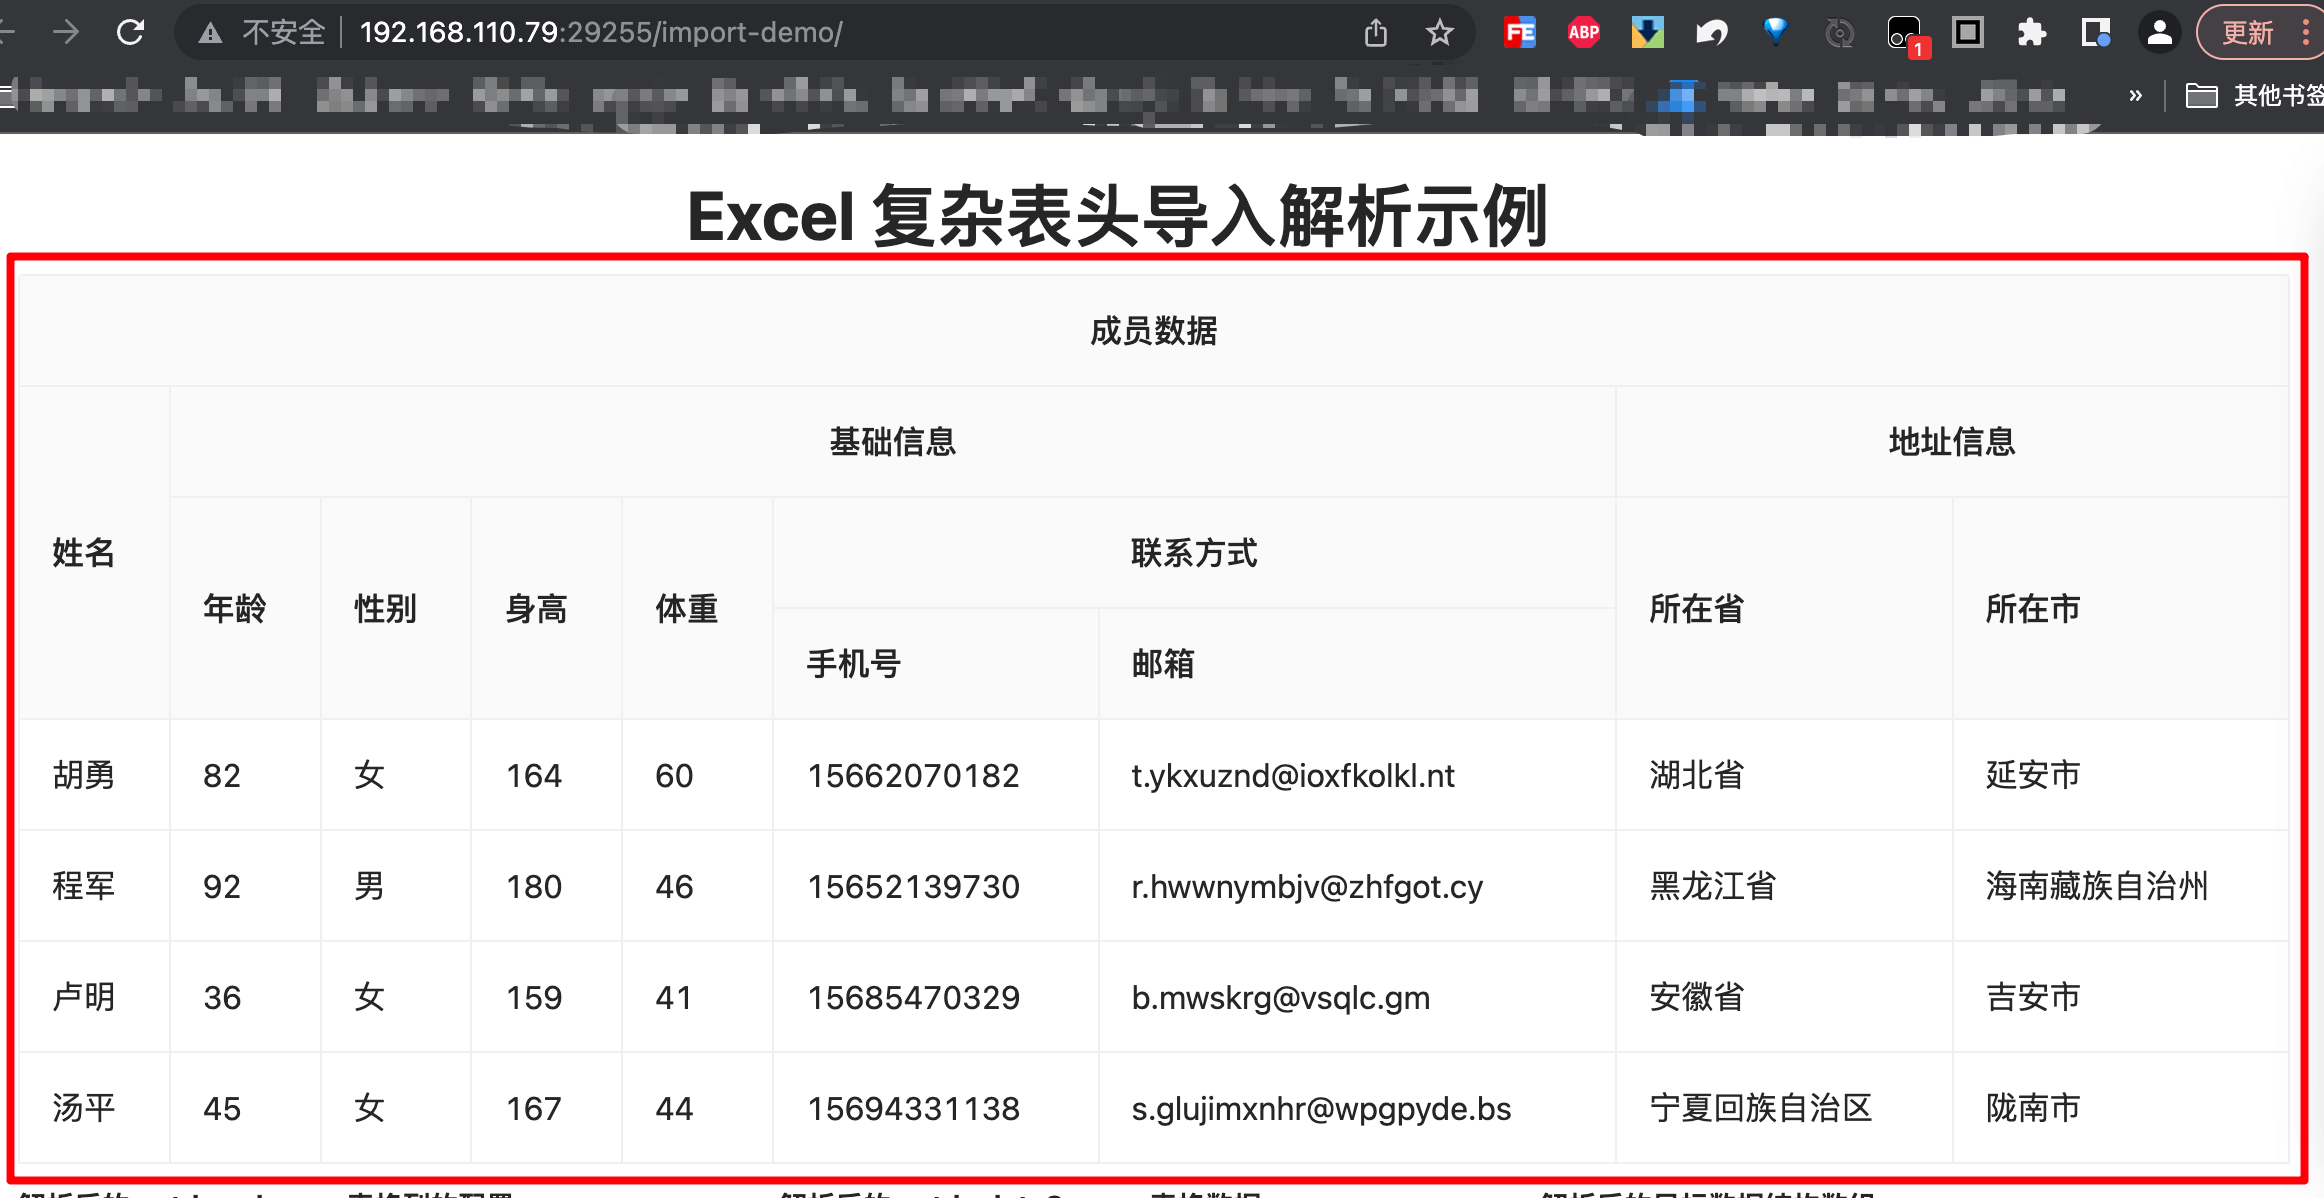 不安全 192.168.110.79:29255/import-demo/ FE ABP 1 更新
» 其他书签
Excel 复杂表头导入解析示例
成员数据
姓名 基础信息 地址信息
年龄 性别 身高 体重 联系方式 所在省 所在市
手机号 邮箱
胡勇 82 女 164 60 15662070182 t.ykxuznd@ioxfkolkl.nt 湖北省 延安市
程军 92 男 180 46 15652139730 r.hwwnymbjv@zhfgot.cy 黑龙江省 海南藏族自治州
卢明 36 女 159 41 15685470329 b.mwskrg@vsqlc.gm 安徽省 吉安市
汤平 45 女 167 44 15694331138 s.glujimxnhr@wpgpyde.bs 宁夏回族自治区 陇南市